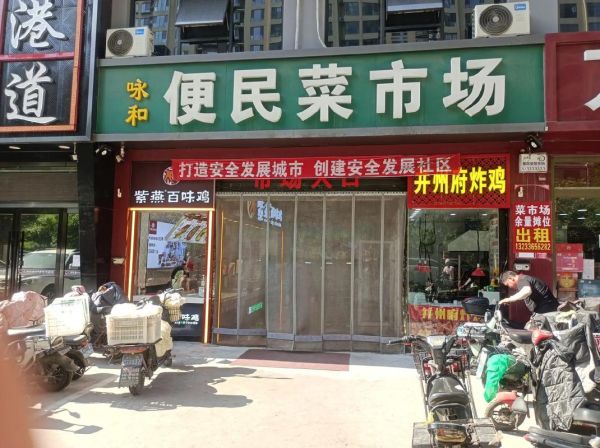 港道
咏和
便民菜市场
打造安全发展城市 创建安全发展社区
市场入口
紫燕百味鸡
开州府炸鸡
菜市场
余量摊位
出租
13233656282